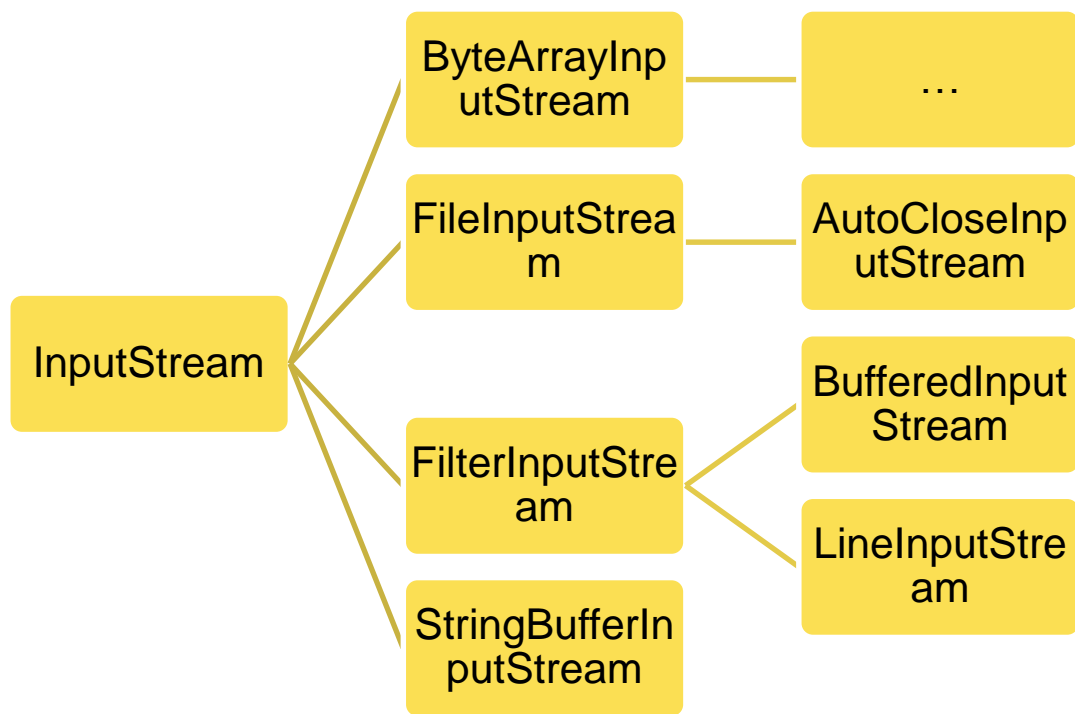 InputStream
ByteArrayInp
utStream
FileInputStrea
m
FilterInputStre
am
StringBufferIn
putStream
...
AutoCloseInp
utStream
BufferedInput
Stream
LineInputStre
am